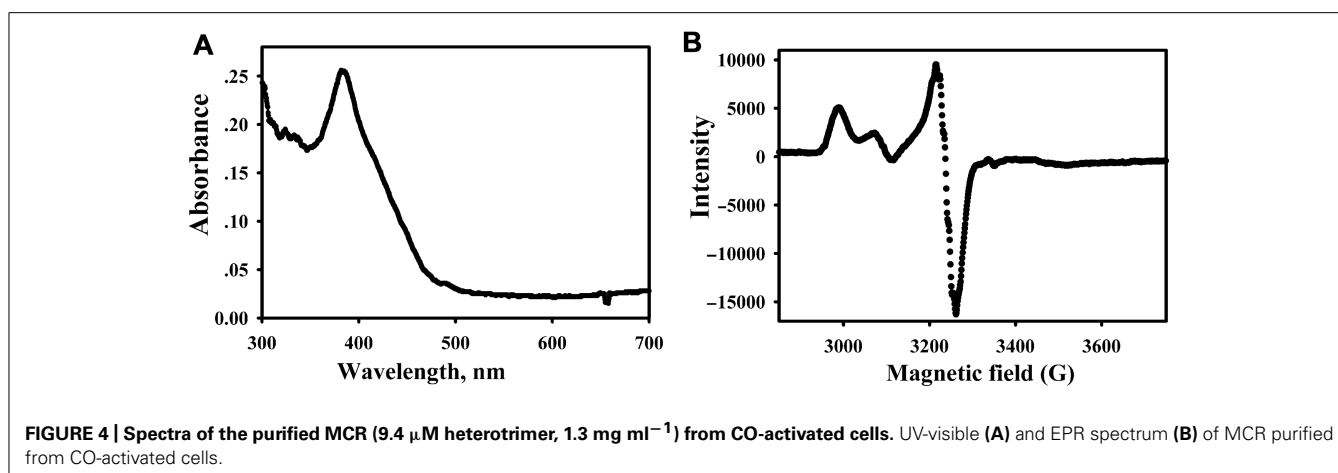 A
.25
.20
.15
.10
.05
0.00
Absorbance
300
400
500
600
700
Wavelength, nm
B
10000
5000
0
−5000
−10000
−15000
Intensity
3000
3200
3400
3600
Magnetic field (G)
FIGURE 4 | Spectra of the purified MCR (9.4 μM heterotrimer, 1.3 mg ml−1) from CO-activated cells. UV-visible (A) and EPR spectrum (B) of MCR purified
from CO-activated cells.